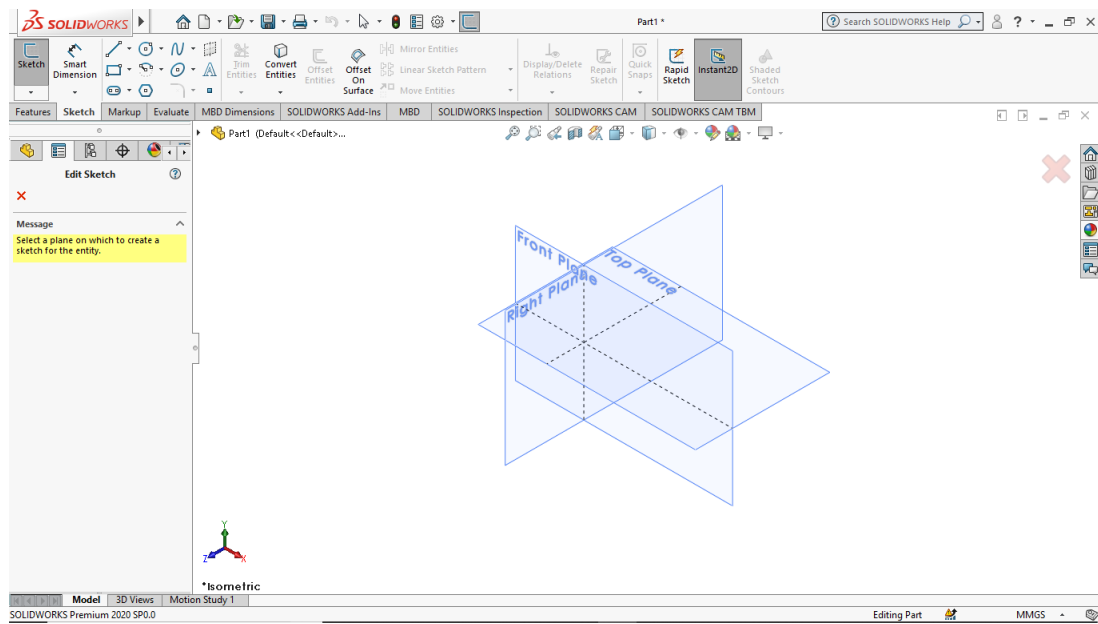 SOLIDWORKS
Part1 *
Search SOLIDWORKS Help
?
Sketch
Smart Dimension
Trim Entities
Convert Entities
Offset Entities
Offset On Surface
Mirror Entities
Linear Sketch Pattern
Move Entities
Display/Delete Relations
Repair Sketch
Quick Snaps
Rapid Sketch
Instant2D
Shaded Sketch Contours
Features Sketch Markup Evaluate MBD Dimensions SOLIDWORKS Add-Ins MBD SOLIDWORKS Inspection SOLIDWORKS CAM SOLIDWORKS CAM TBM
Part1 (Default<<Default>...
Edit Sketch
?
Message
Select a plane on which to create a
sketch for the entity.
Front Plane
Top Plane
Right Plane
Y
Z
X
*Isometric
Model 3D Views Motion Study 1
SOLIDWORKS Premium 2020 SP0.0
Editing Part
MMGS